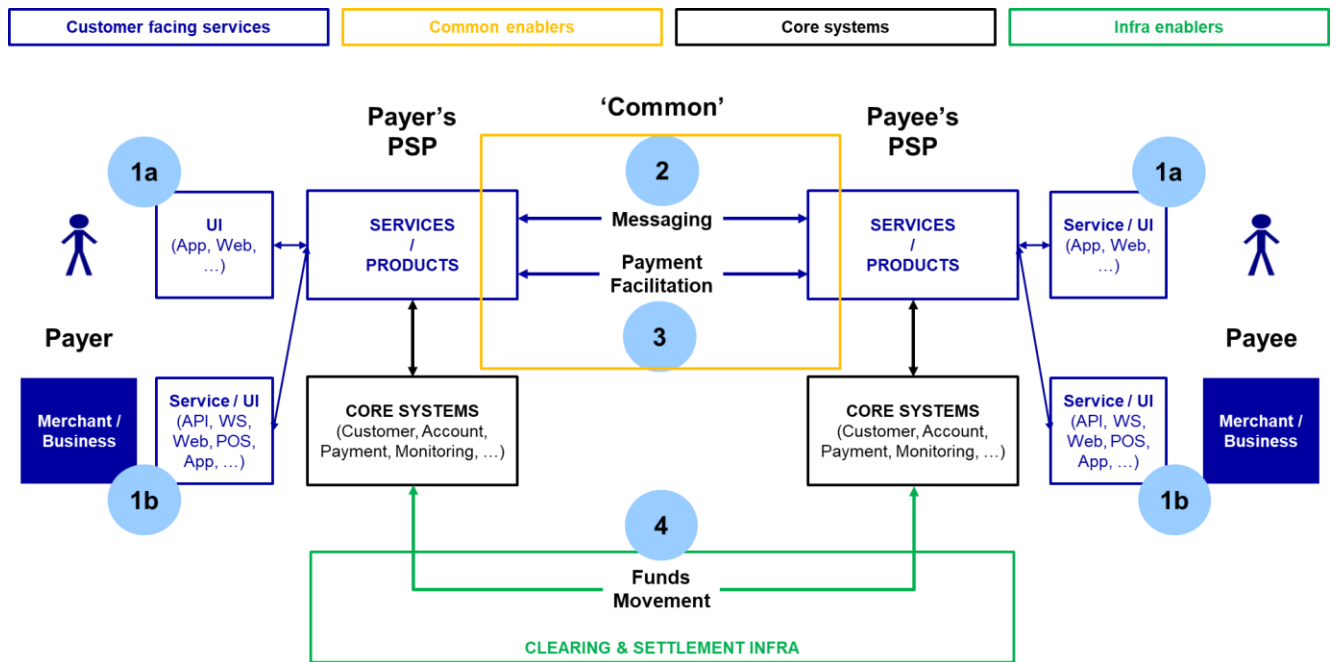 Customer facing services
Common enablers
Core systems
Infra enablers
Payer's
PSP
'Common'
Payee's
PSP
1a
2
1a
UI
(App, Web,
...)
SERVICES
/
PRODUCTS
Messaging
Payment
Facilitation
SERVICES
/
PRODUCTS
Service / UI
(App, Web,
...)
3
Payer
Payee
Merchant /
Business
Service / UI
(API, WS,
Web, POS,
App, ...)
CORE SYSTEMS
(Customer, Account,
Payment, Monitoring, ...)
CORE SYSTEMS
(Customer, Account,
Payment, Monitoring, ...)
Service / UI
(API, WS,
Web, POS,
App, ...)
Merchant /
Business
1b
1b
4
Funds
Movement
CLEARING & SETTLEMENT INFRA